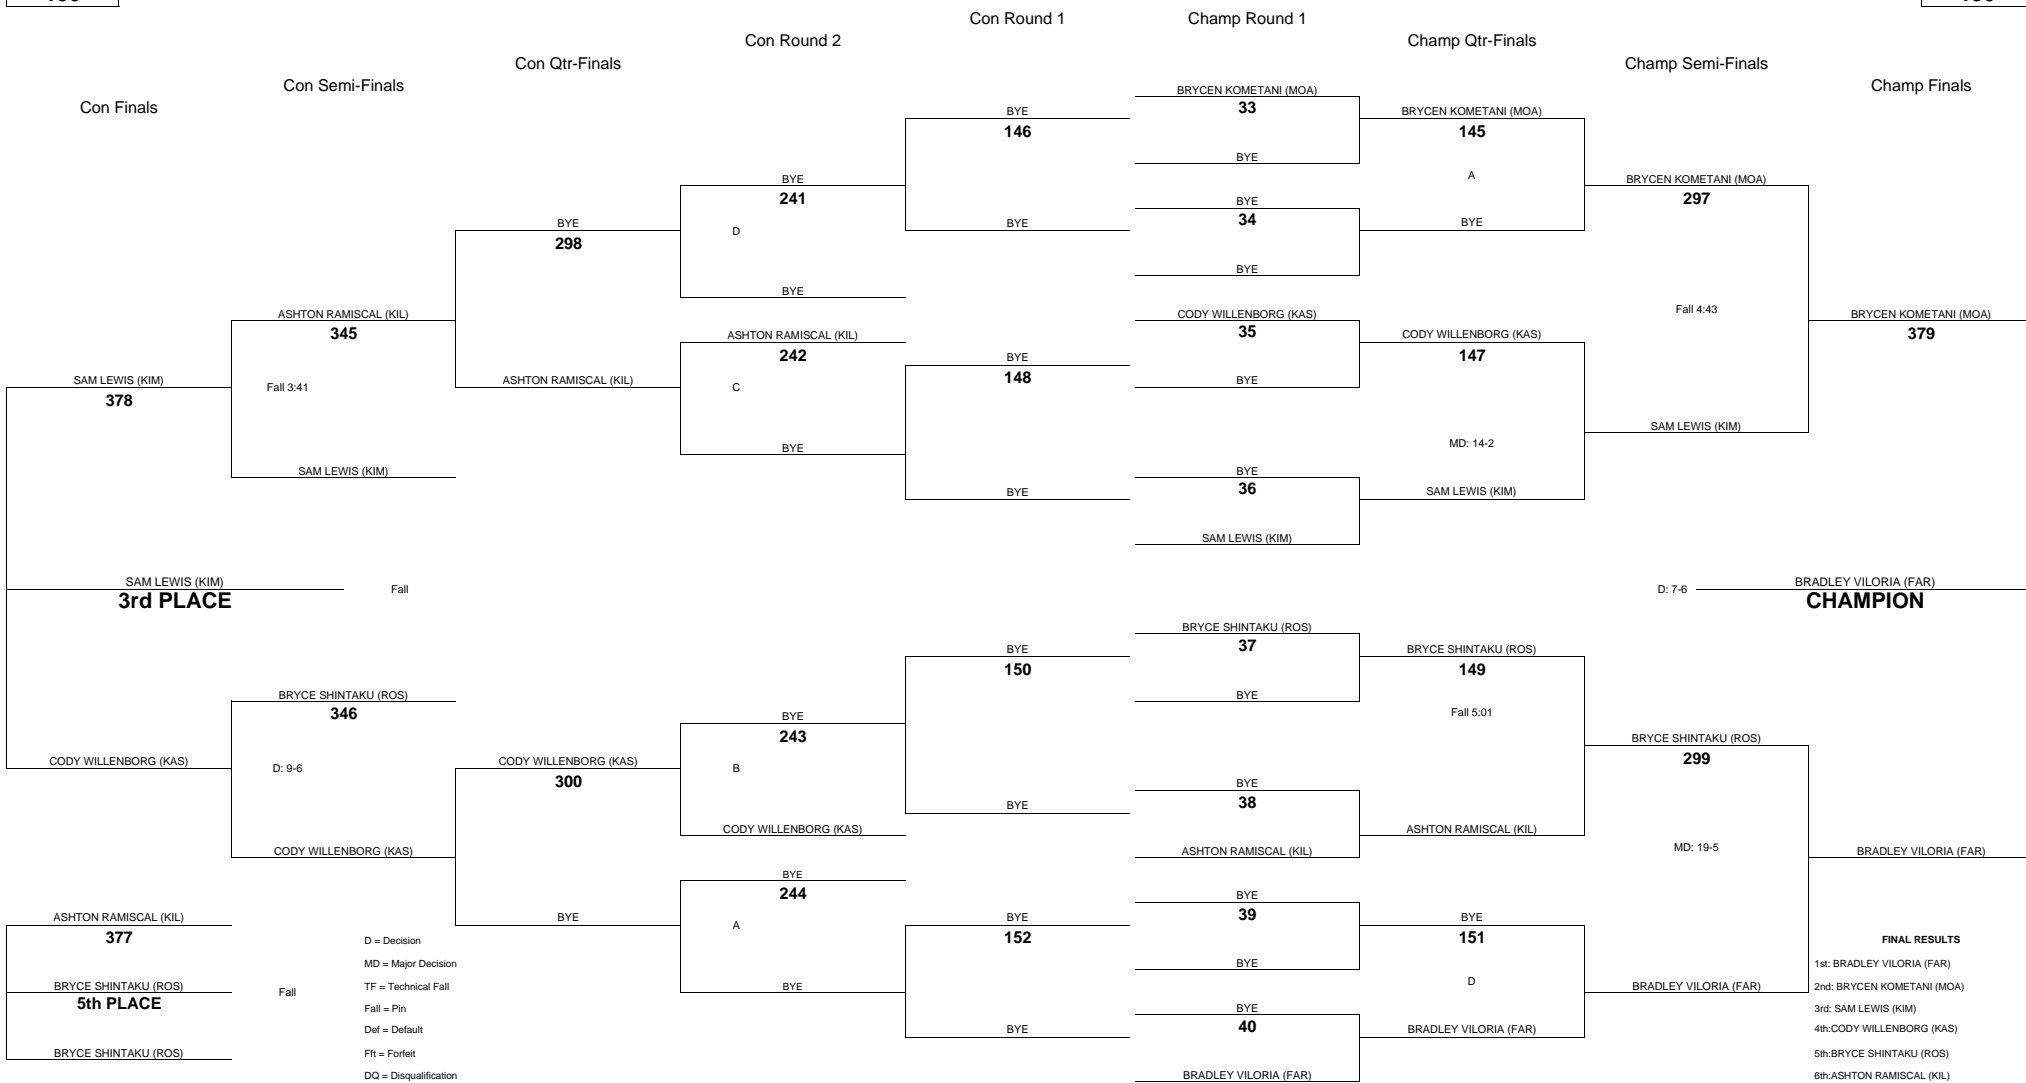 Con Round 1
Champ Round 1
Con Round 2
Champ Qtr-Finals
Con Qtr-Finals
Champ Semi-Finals
Con Semi-Finals
Champ Finals
Con Finals
BRYCEN KOMETANI (MOA)
33
BYE
BYE
34
BYE
CODY WILLENBORG (KAS)
35
BYE
BYE
36
SAM LEWIS (KIM)
BRYCE SHINTAKU (ROS)
37
BYE
BYE
38
ASHTON RAMISCAL (KIL)
BYE
39
BYE
BYE
40
BRADLEY VILORIA (FAR)
BRYCEN KOMETANI (MOA)
145
A
BYE
CODY WILLENBORG (KAS)
147
MD: 14-2
SAM LEWIS (KIM)
BRYCE SHINTAKU (ROS)
149
Fall 5:01
ASHTON RAMISCAL (KIL)
BYE
151
D
BRADLEY VILORIA (FAR)
BRYCEN KOMETANI (MOA)
297
Fall 4:43
SAM LEWIS (KIM)
BRYCE SHINTAKU (ROS)
299
MD: 19-5
BRADLEY VILORIA (FAR)
BRYCEN KOMETANI (MOA)
379
D: 7-6
BRADLEY VILORIA (FAR)
CHAMPION
BRADLEY VILORIA (FAR)
BYE
146
BYE
BYE
148
BYE
BYE
150
BYE
BYE
152
BYE
BYE
241
D
BYE
ASHTON RAMISCAL (KIL)
242
C
BYE
BYE
243
B
CODY WILLENBORG (KAS)
BYE
244
A
BYE
BYE
298
ASHTON RAMISCAL (KIL)
CODY WILLENBORG (KAS)
300
BYE
ASHTON RAMISCAL (KIL)
345
Fall 3:41
SAM LEWIS (KIM)
BRYCE SHINTAKU (ROS)
346
D: 9-6
CODY WILLENBORG (KAS)
SAM LEWIS (KIM)
378
SAM LEWIS (KIM)
3rd PLACE
Fall
CODY WILLENBORG (KAS)
ASHTON RAMISCAL (KIL)
377
BRYCE SHINTAKU (ROS)
5th PLACE
Fall
BRYCE SHINTAKU (ROS)
D = Decision
MD = Major Decision
TF = Technical Fall
Fall = Pin
Def = Default
Fft = Forfeit
DQ = Disqualification
FINAL RESULTS
1st: BRADLEY VILORIA (FAR)
2nd: BRYCEN KOMETANI (MOA)
3rd: SAM LEWIS (KIM)
4th:CODY WILLENBORG (KAS)
5th:BRYCE SHINTAKU (ROS)
6th:ASHTON RAMISCAL (KIL)